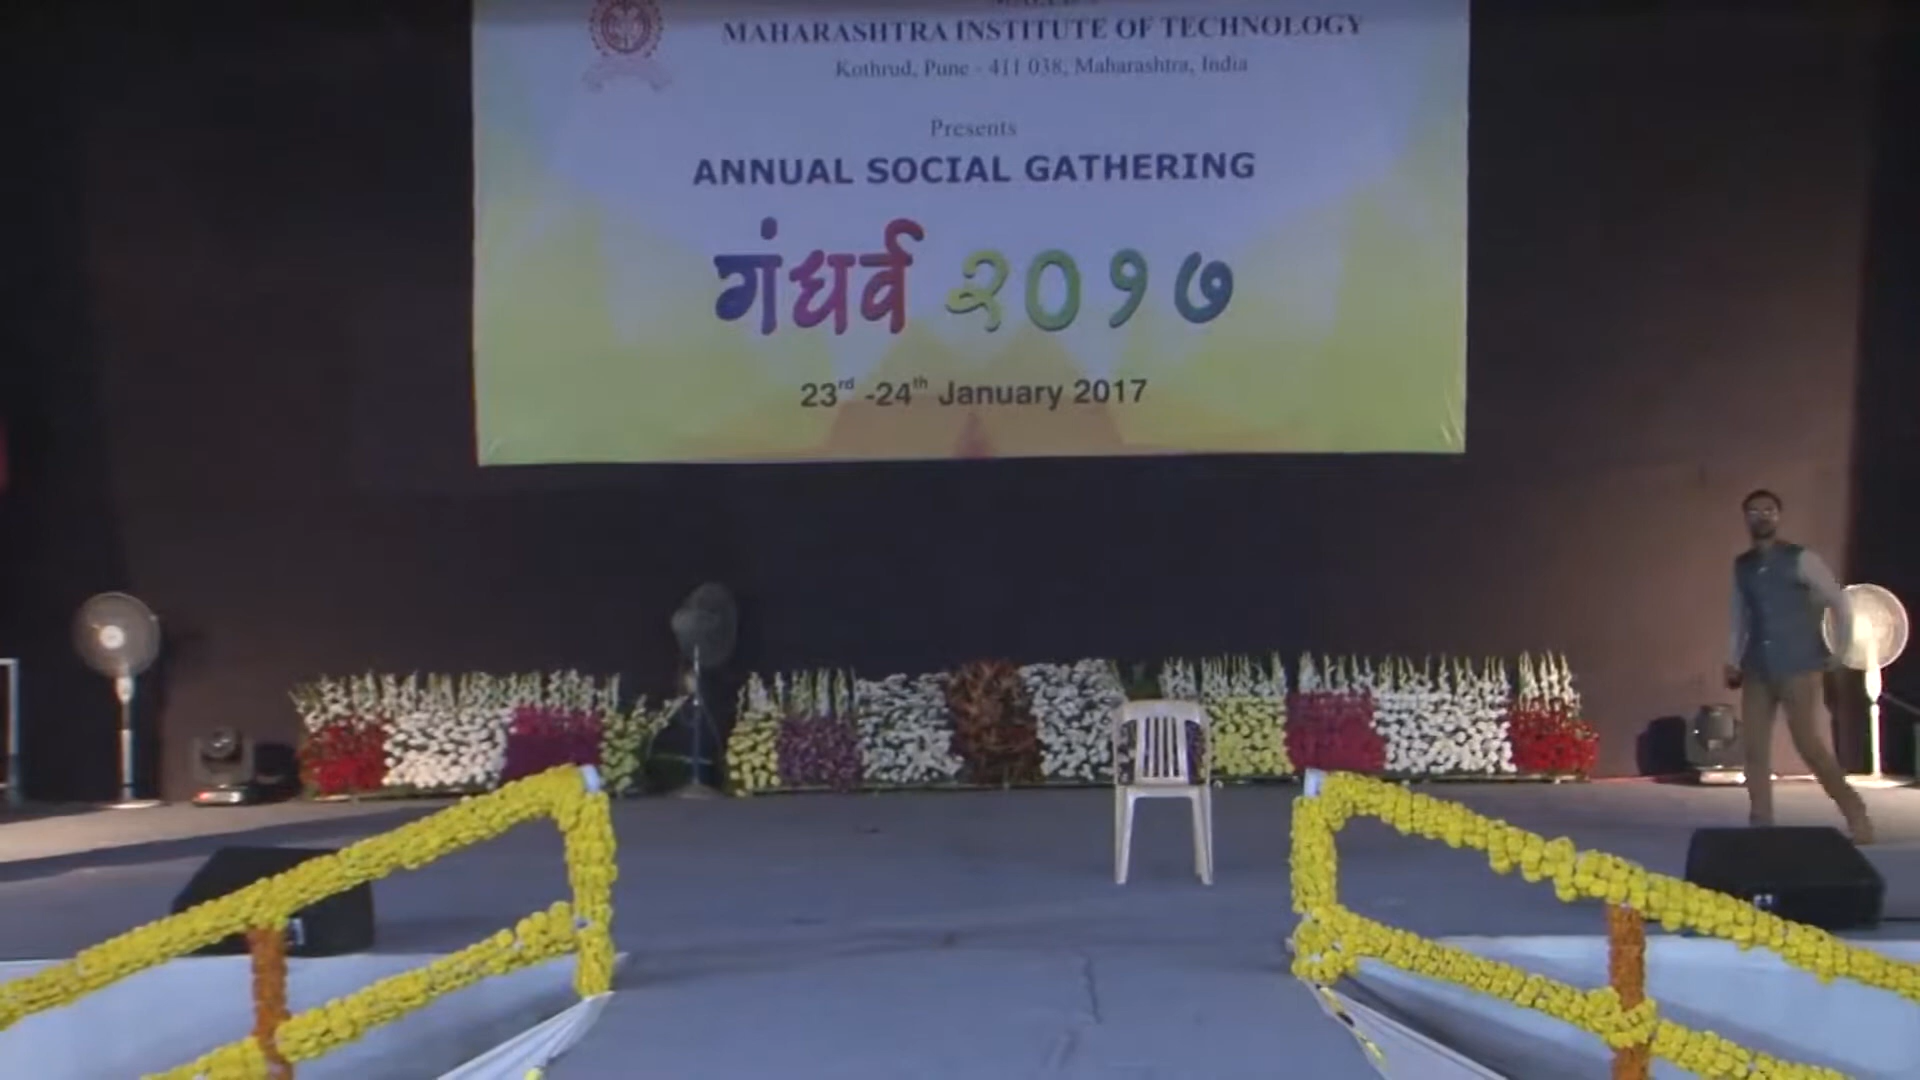 MAHARASHTRA INSTITUTE OF TECHNOLOGY
Kothrud, Pune - 411 038, Maharashtra, India
Presents
ANNUAL SOCIAL GATHERING
गंधर्व २०१७
23rd -24th January 2017